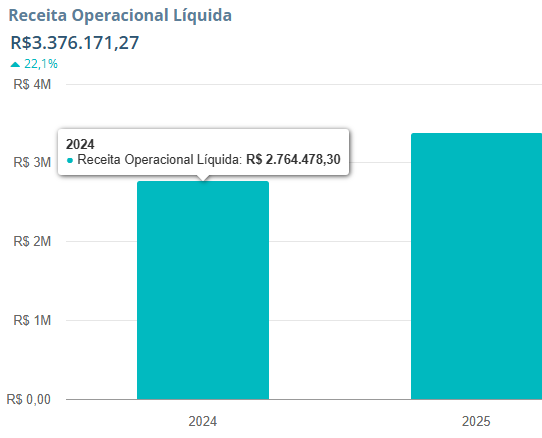 Receita Operacional Líquida
R$3.376.171,27
22,1%
R$ 4M
2024
Receita Operacional Líquida: R$ 2.764.478,30
R$ 3M
R$ 2M
R$ 1M
R$ 0,00
2024
2025